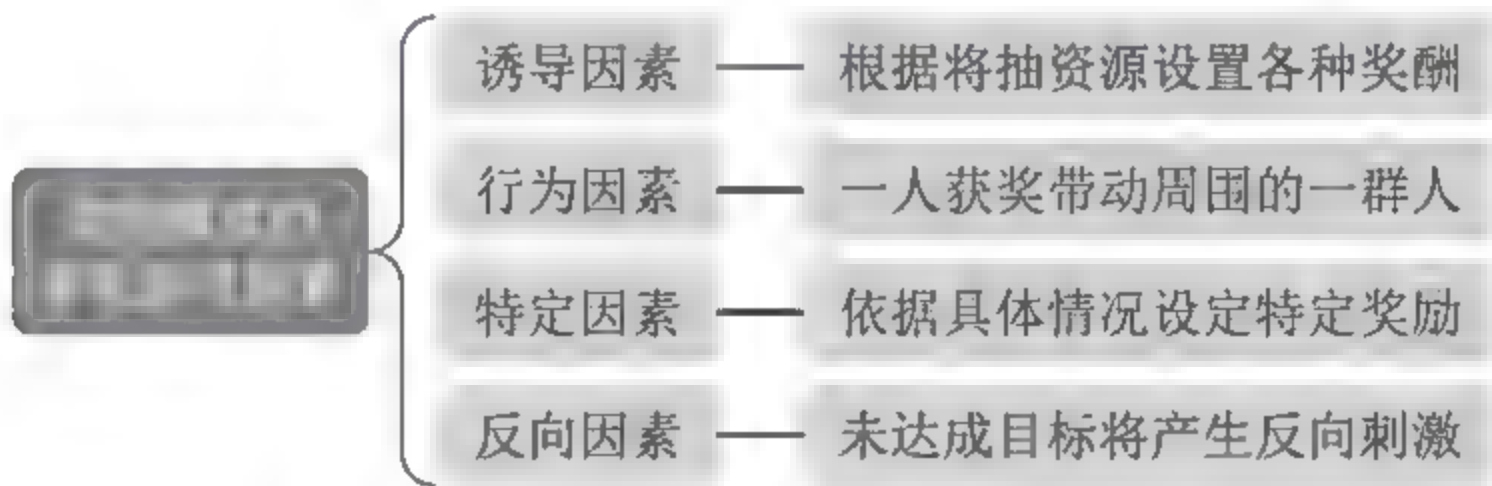 诱导因素 根据将抽资源设置各种奖酬
行为因素 一人获奖带动周围的一群人
特定因素 依据具体情况设定特定奖励
反向因素 未达成目标将产生反向刺激